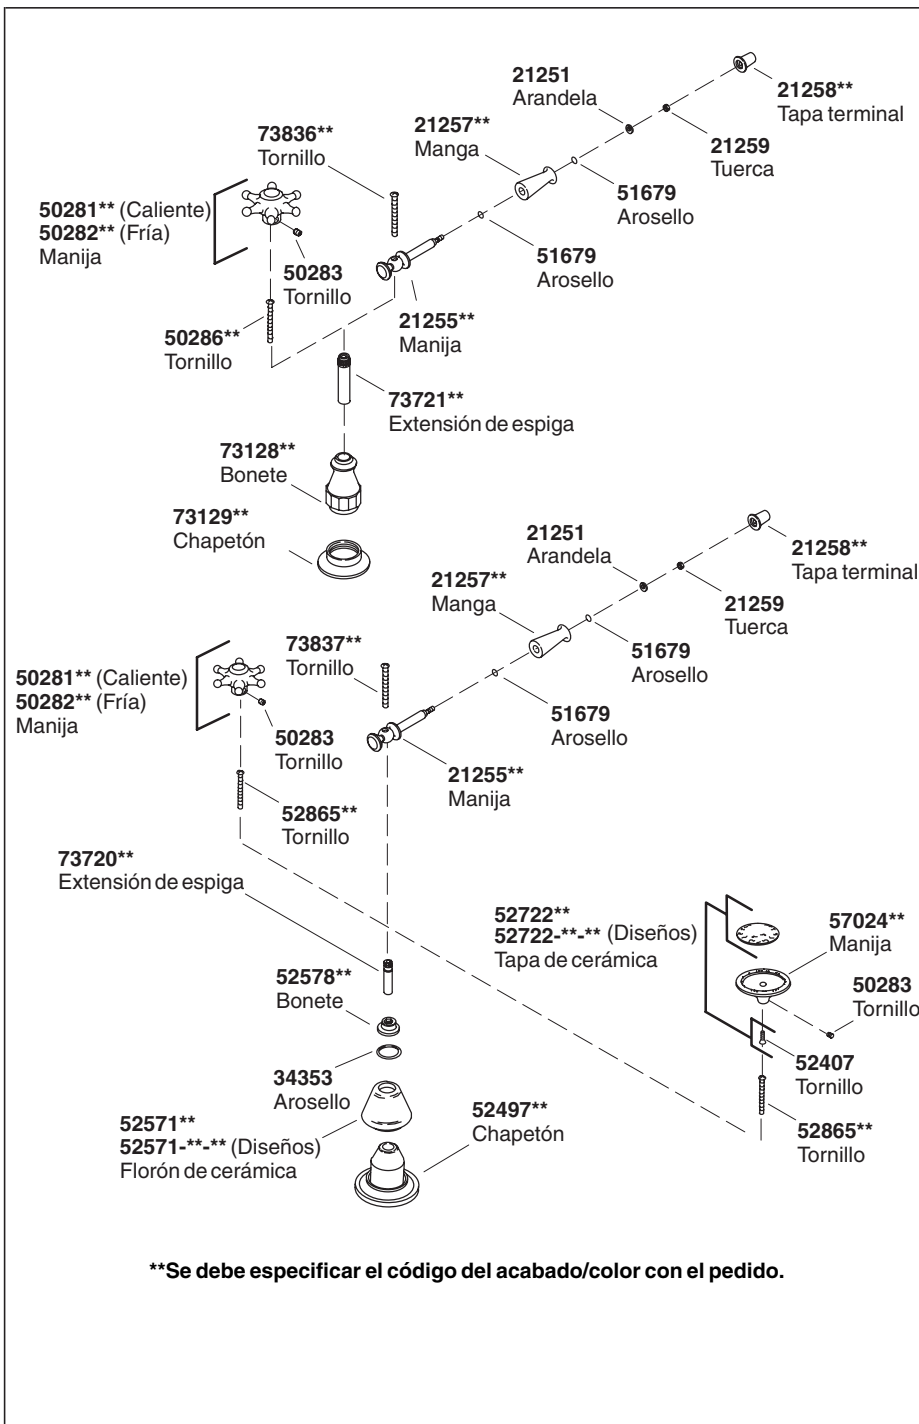 21251
Arandela
21258**
Tapa terminal
73836**
Tornillo
21257**
Manga
21259
Tuerca
51679
Arosello
50281** (Caliente)
50282** (Fría)
Manija
50283
Tornillo
51679
Arosello
50286**
Tornillo
21255**
Manija
73721**
Extensión de espiga
73128**
Bonete
73129**
Chapetón
21251
Arandela
21258**
Tapa terminal
21257**
Manga
21259
Tuerca
73837**
Tornillo
51679
Arosello
50281** (Caliente)
50282** (Fría)
Manija
50283
Tornillo
51679
Arosello
21255**
Manija
52865**
Tornillo
73720**
Extensión de espiga
52722**
52722-**-** (Diseños)
Tapa de cerámica
57024**
Manija
50283
Tornillo
52578**
Bonete
52407
Tornillo
34353
Arosello
52865**
Tornillo
52571**
52571-**-** (Diseños)
Florón de cerámica
52497**
Chapetón
**Se debe especificar el código del acabado/color con el pedido.